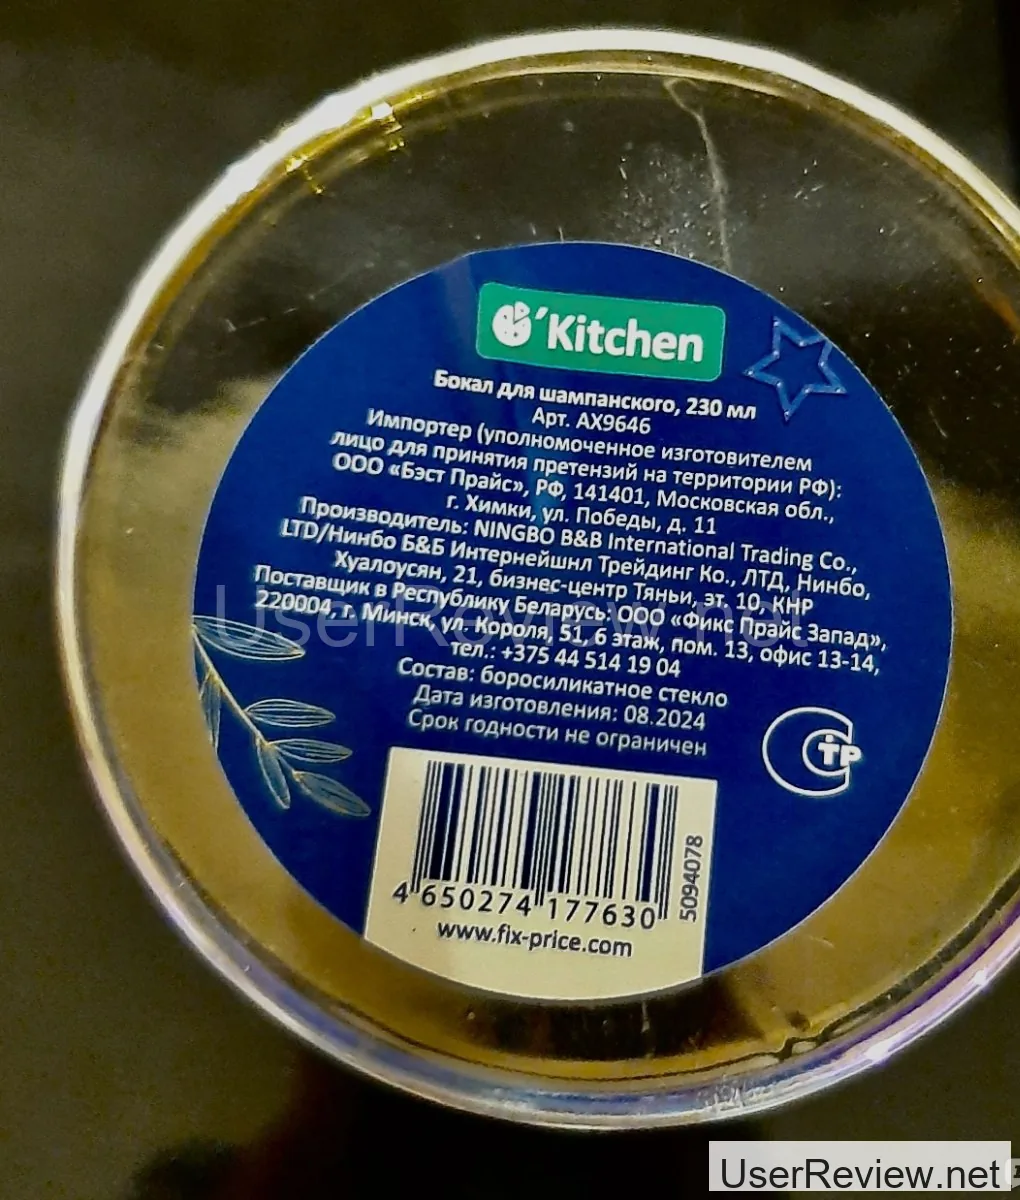 'Kitchen
Бокал для шампанского, 230 мл
Арт. AX9646
Импортер (уполномоченное изготовителем
лицо для принятия претензий на территории РФ):
ООО «Бэст Прайс», РФ, 141401, Московская обл.,
г. Химки, ул. Победы, д. 11
Производитель: NINGBO B&B International Trading Co.,
LTD/Нинбо Б&Б Интернейшнл Трейдинг Ко., ЛТД, Нинбо,
Хуалоусян, 21, бизнес-центр Тяньи, эт. 10, КНР
Поставщик в Республику Беларусь: ООО «Фикс Прайс Запад»,
220004, г. Минск, ул. Короля, 51, 6 этаж, пом. 13, офис 13-14,
тел.: +375 44 514 19 04
Состав: боросиликатное стекло
Дата изготовления: 08.2024
Срок годности не ограничен
СТР
4 650274 177630
5094078
www.fix-price.com
UserReview.net
UserReview.net